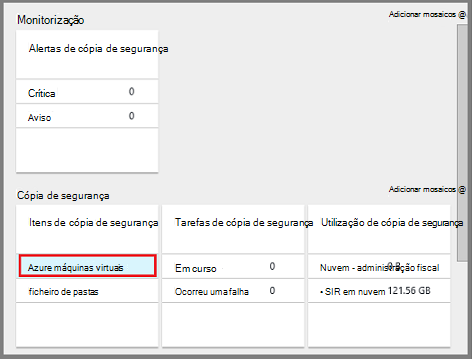 Monitorização
Adicionar mosaicos @
Alertas de cópia de segurança
Crítica 0
Aviso 0
Cópia de segurança
Adicionar mosaicos @
Itens de cópia de segurança
Tarefas de cópia de segurança
Utilização de cópia de segurança
Azure máquinas virtuais
Em curso 0
Nuvem - administração fiscal
ficheiro de pastas
Ocorreu uma falha 0
• SIR em nuvem 121.56 GB